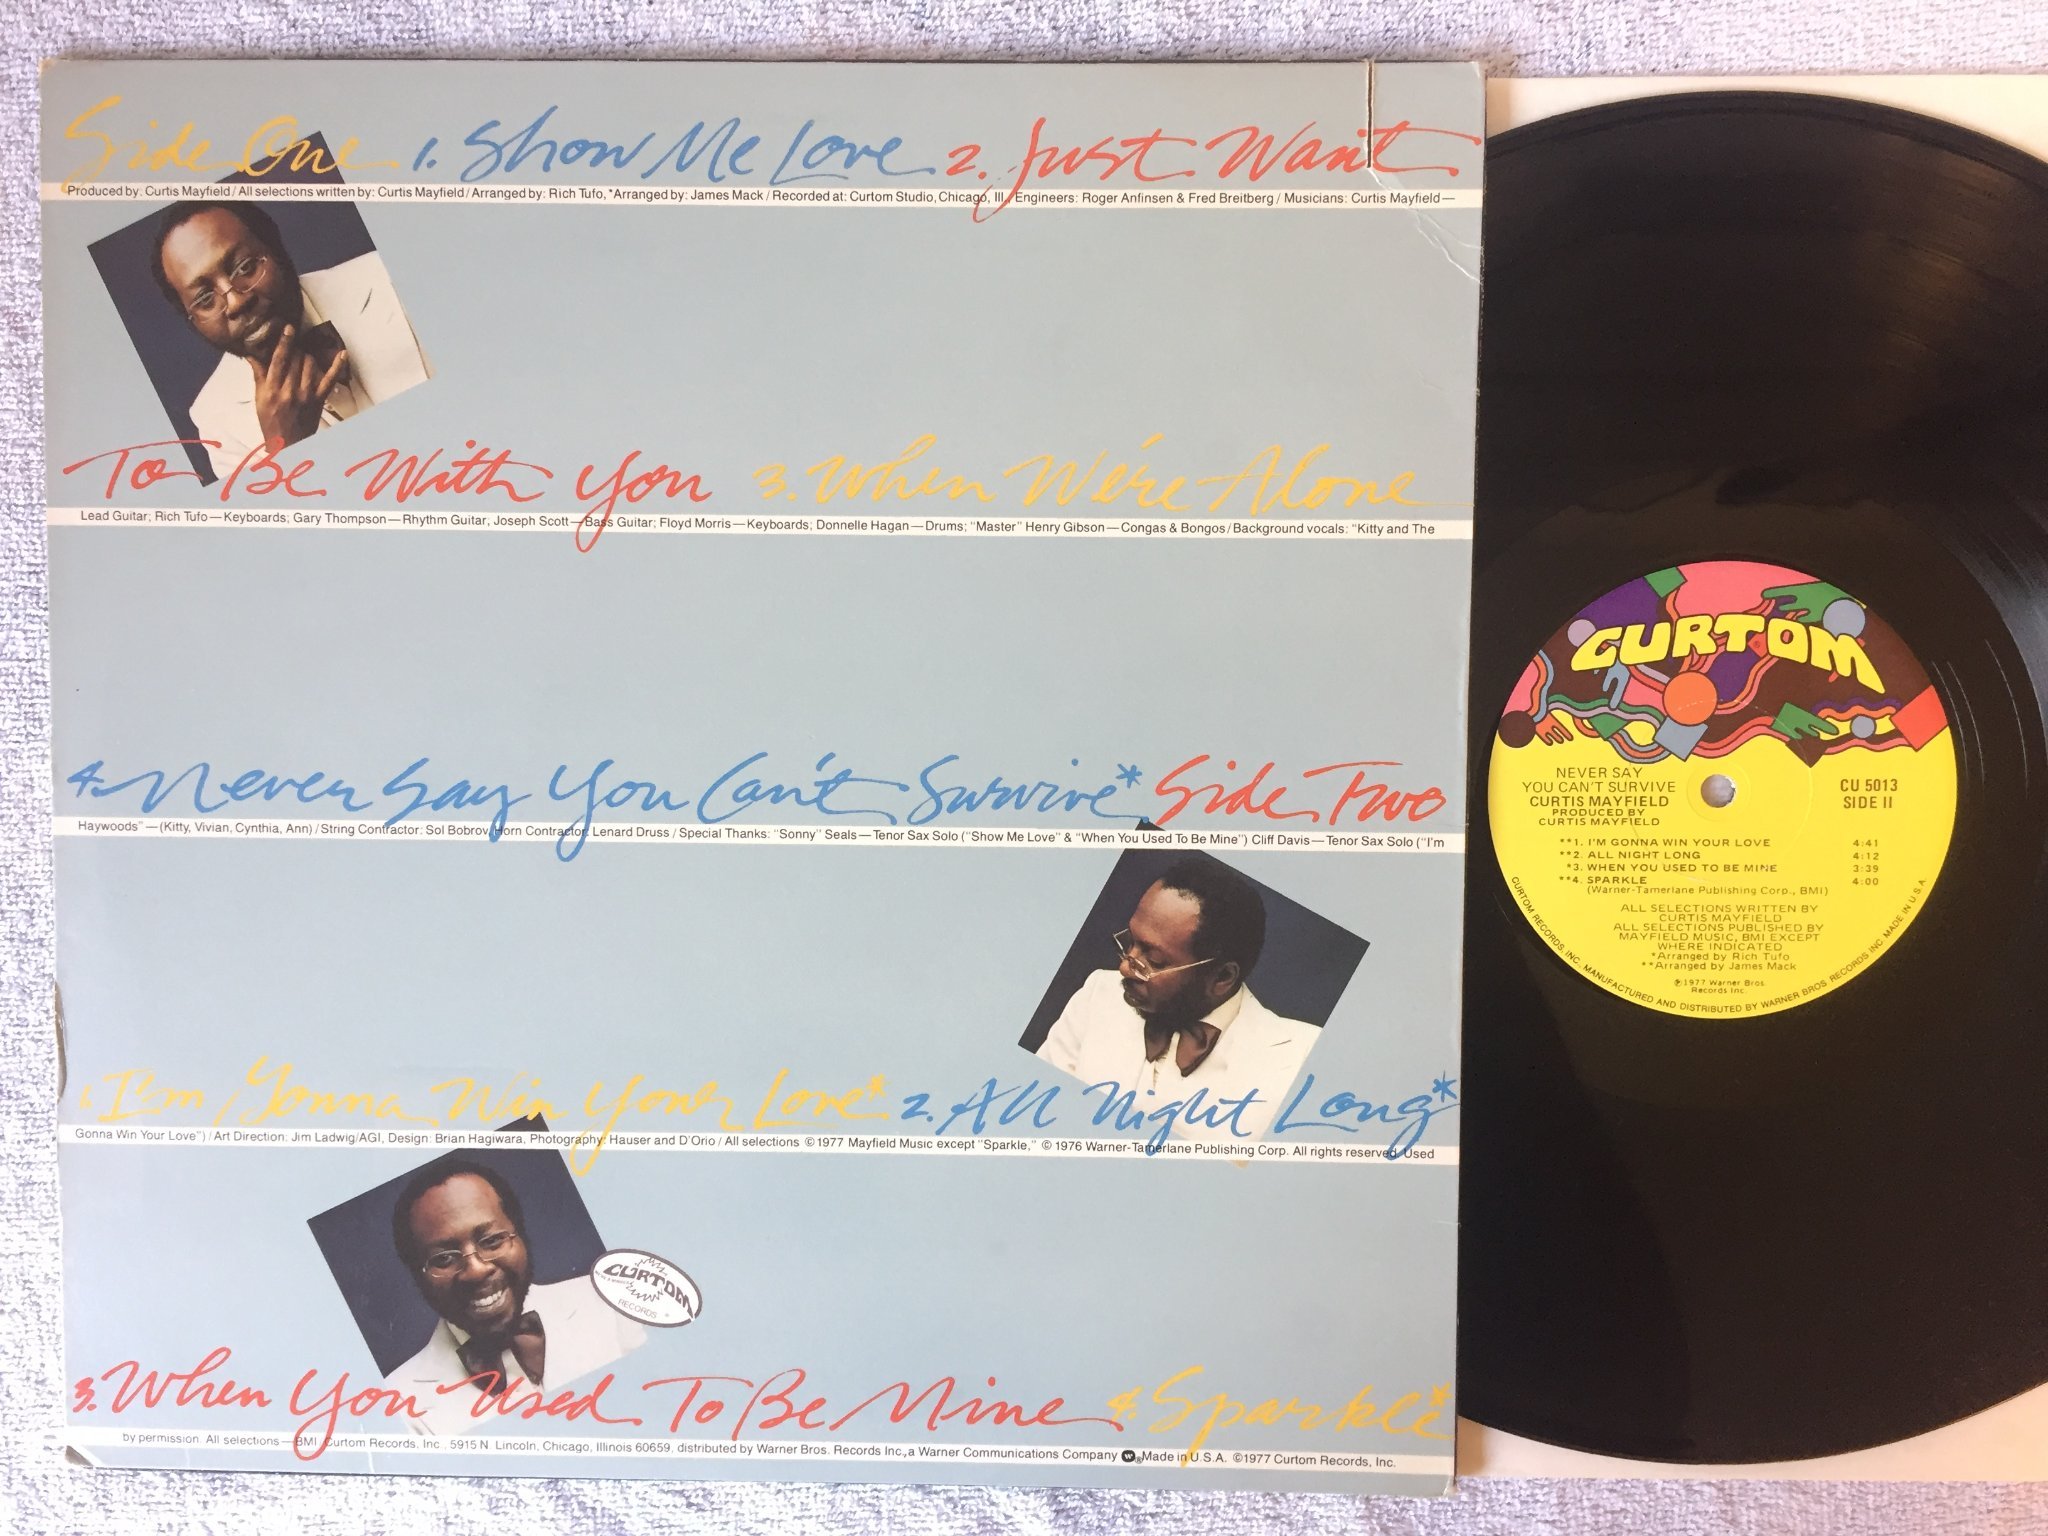 Side One 1. Show Me Love 2. Just Want
Produced by: Curtis Mayfield / All selections written by: Curtis Mayfield / Arranged by: Rich Tufo, *Arranged by: James Mack / Recorded at: Curtom Studio, Chicago, Ill. / Engineers: Roger Anfinsen & Fred Breitberg / Musicians: Curtis Mayfield—
To Be With You 3. When We're Alone
Lead Guitar; Rich Tufo—Keyboards; Gary Thompson—Rhythm Guitar, Joseph Scott—Bass Guitar; Floyd Morris—Keyboards; Donnelle Hagan—Drums; "Master" Henry Gibson—Congas & Bongos / Background vocals: "Kitty and The
4. Never Say You Can't Survive* Side Two
Haywoods"—(Kitty, Vivian, Cynthia, Ann) / String Contractor: Sol Bobrov, Horn Contractor: Lenard Druss / Special Thanks: "Sonny" Seals—Tenor Sax Solo ("Show Me Love" & "When You Used To Be Mine") Cliff Davis—Tenor Sax Solo ("I'm
1. I'm Gonna Win Your Love* 2. All Night Long*
Gonna Win Your Love") / Art Direction: Jim Ladwig/AGI, Design: Brian Hagiwara, Photography: Hauser and D'Orio / All selections ©1977 Mayfield Music except "Sparkle," © 1976 Warner-Tamerlane Publishing Corp. All rights reserved. Used
CURTOM
RECORDS
3. When You Used To Be Mine 4. Sparkle*
by permission. All selections—BMI Curtom Records, Inc., 5915 N. Lincoln, Chicago, Illinois 60659, distributed by Warner Bros. Records Inc., a Warner Communications Company W ® Made in U.S.A. ©1977 Curtom Records, Inc.
CURTOM
NEVER SAY
YOU CAN'T SURVIVE
CURTIS MAYFIELD
PRODUCED BY
CURTIS MAYFIELD
CU 5013
SIDE II
**1. I'M GONNA WIN YOUR LOVE 4:41
**2. ALL NIGHT LONG 4:12
*3. WHEN YOU USED TO BE MINE 3:39
**4. SPARKLE 4:00
(Warner-Tamerlane Publishing Corp., BMI)
ALL SELECTIONS WRITTEN BY
CURTIS MAYFIELD
ALL SELECTIONS PUBLISHED BY
MAYFIELD MUSIC, BMI EXCEPT
WHERE INDICATED
*Arranged by Rich Tufo
**Arranged by James Mack
℗1977 Warner Bros.
Records Inc.
CURTOM RECORDS, INC. MANUFACTURED AND DISTRIBUTED BY WARNER BROS RECORDS INC MADE IN U.S.A.